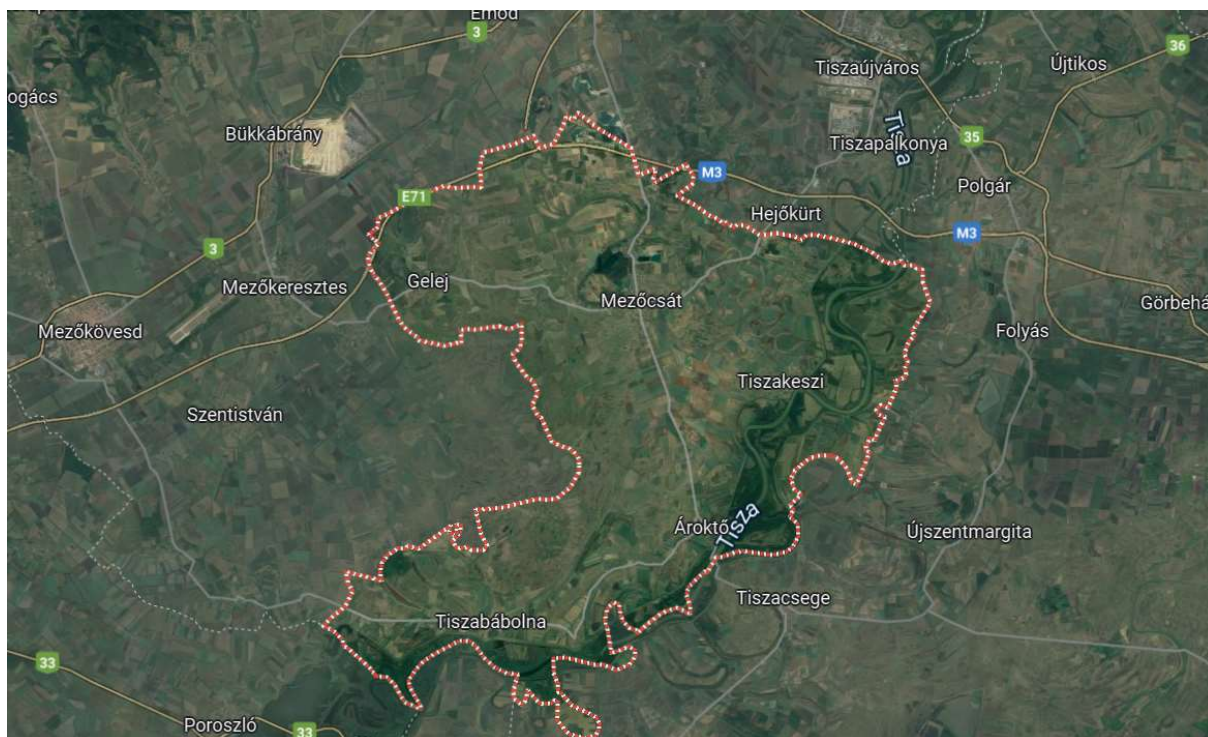 Emőd
3
36
Tiszaújváros
Újtikos
ogács
Bükkábrány
Tisza
35
Tiszapalkonya
M3
Polgár
E71
Hejőkürt
3
M3
Mezőkeresztes
Gelej
Mezőcsát
Görbehá
Mezőkövesd
Folyás
Tiszakeszi
Szentistván
Tisza
Ároktő
Újszentmargita
Tiszacsege
Tiszabábolna
33
Poroszló
33